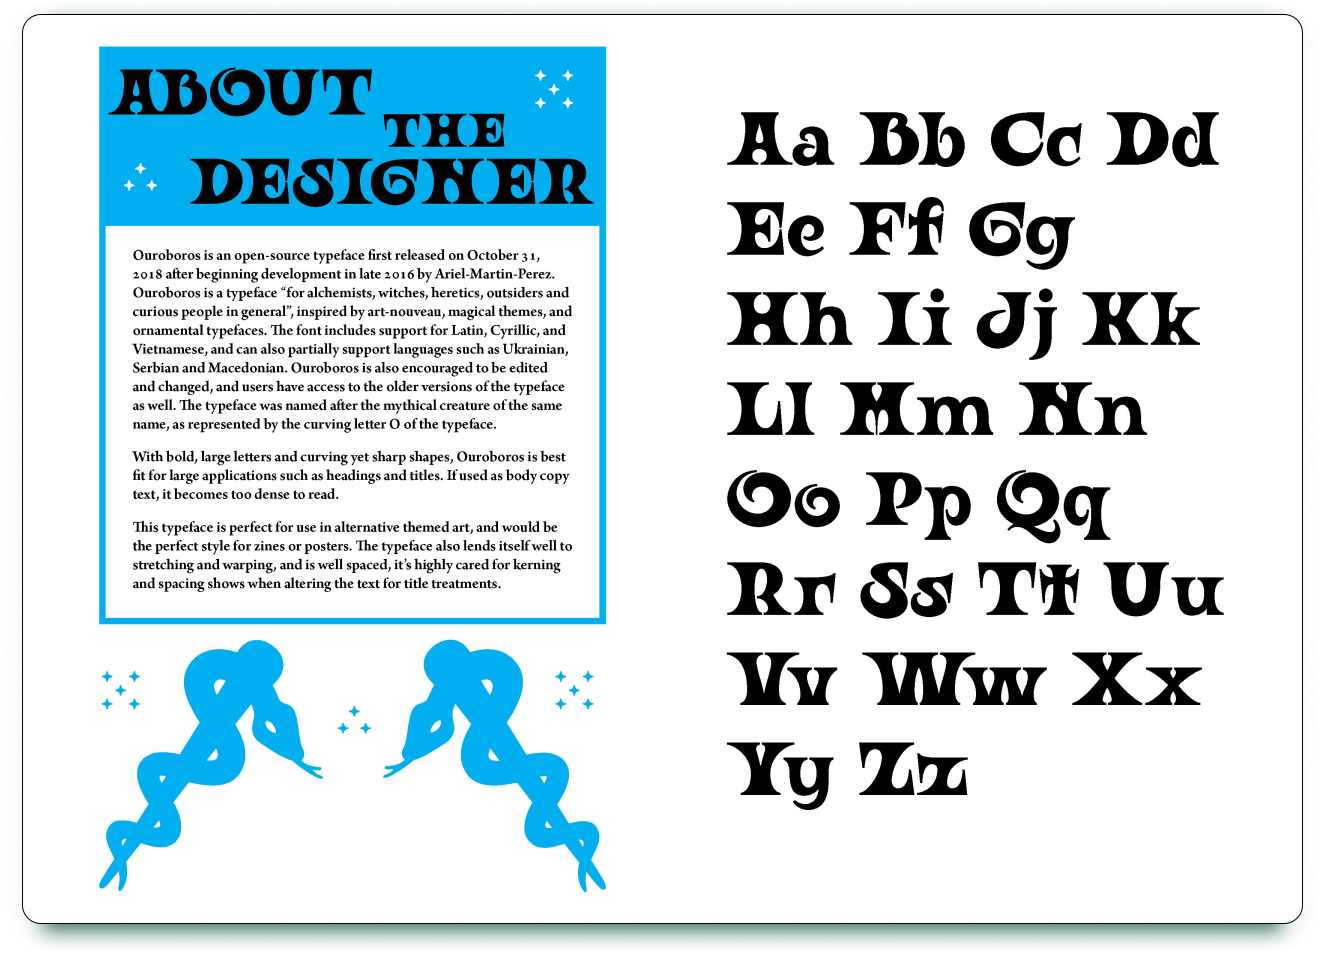 ABOUT
THE
DESIGNER
Ouroboros is an open-source typeface first released on October 31,
2018 after beginning development in late 2016 by Ariel-Martin-Perez.
Ouroboros is a typeface “for alchemists, witches, heretics, outsiders and
curious people in general”, inspired by art-nouveau, magical themes, and
ornamental typefaces. The font includes support for Latin, Cyrillic, and
Vietnamese, and can also partially support languages such as Ukrainian,
Serbian and Macedonian. Ouroboros is also encouraged to be edited
and changed, and users have access to the older versions of the typeface
as well. The typeface was named after the mythical creature of the same
name, as represented by the curving letter O of the typeface.
With bold, large letters and curving yet sharp shapes, Ouroboros is best
fit for large applications such as headings and titles. If used as body copy
text, it becomes too dense to read.
This typeface is perfect for use in alternative themed art, and would be
the perfect style for zines or posters. The typeface also lends itself well to
stretching and warping, and is well spaced, it’s highly cared for kerning
and spacing shows when altering the text for title treatments.
Aa Bb Cc Dd
Ee Ff Gg
Hh Ii Jj Kk
Ll Mm Nn
Oo Pp Qq
Rr Ss Tt Uu
Vv Ww Xx
Yy Zz